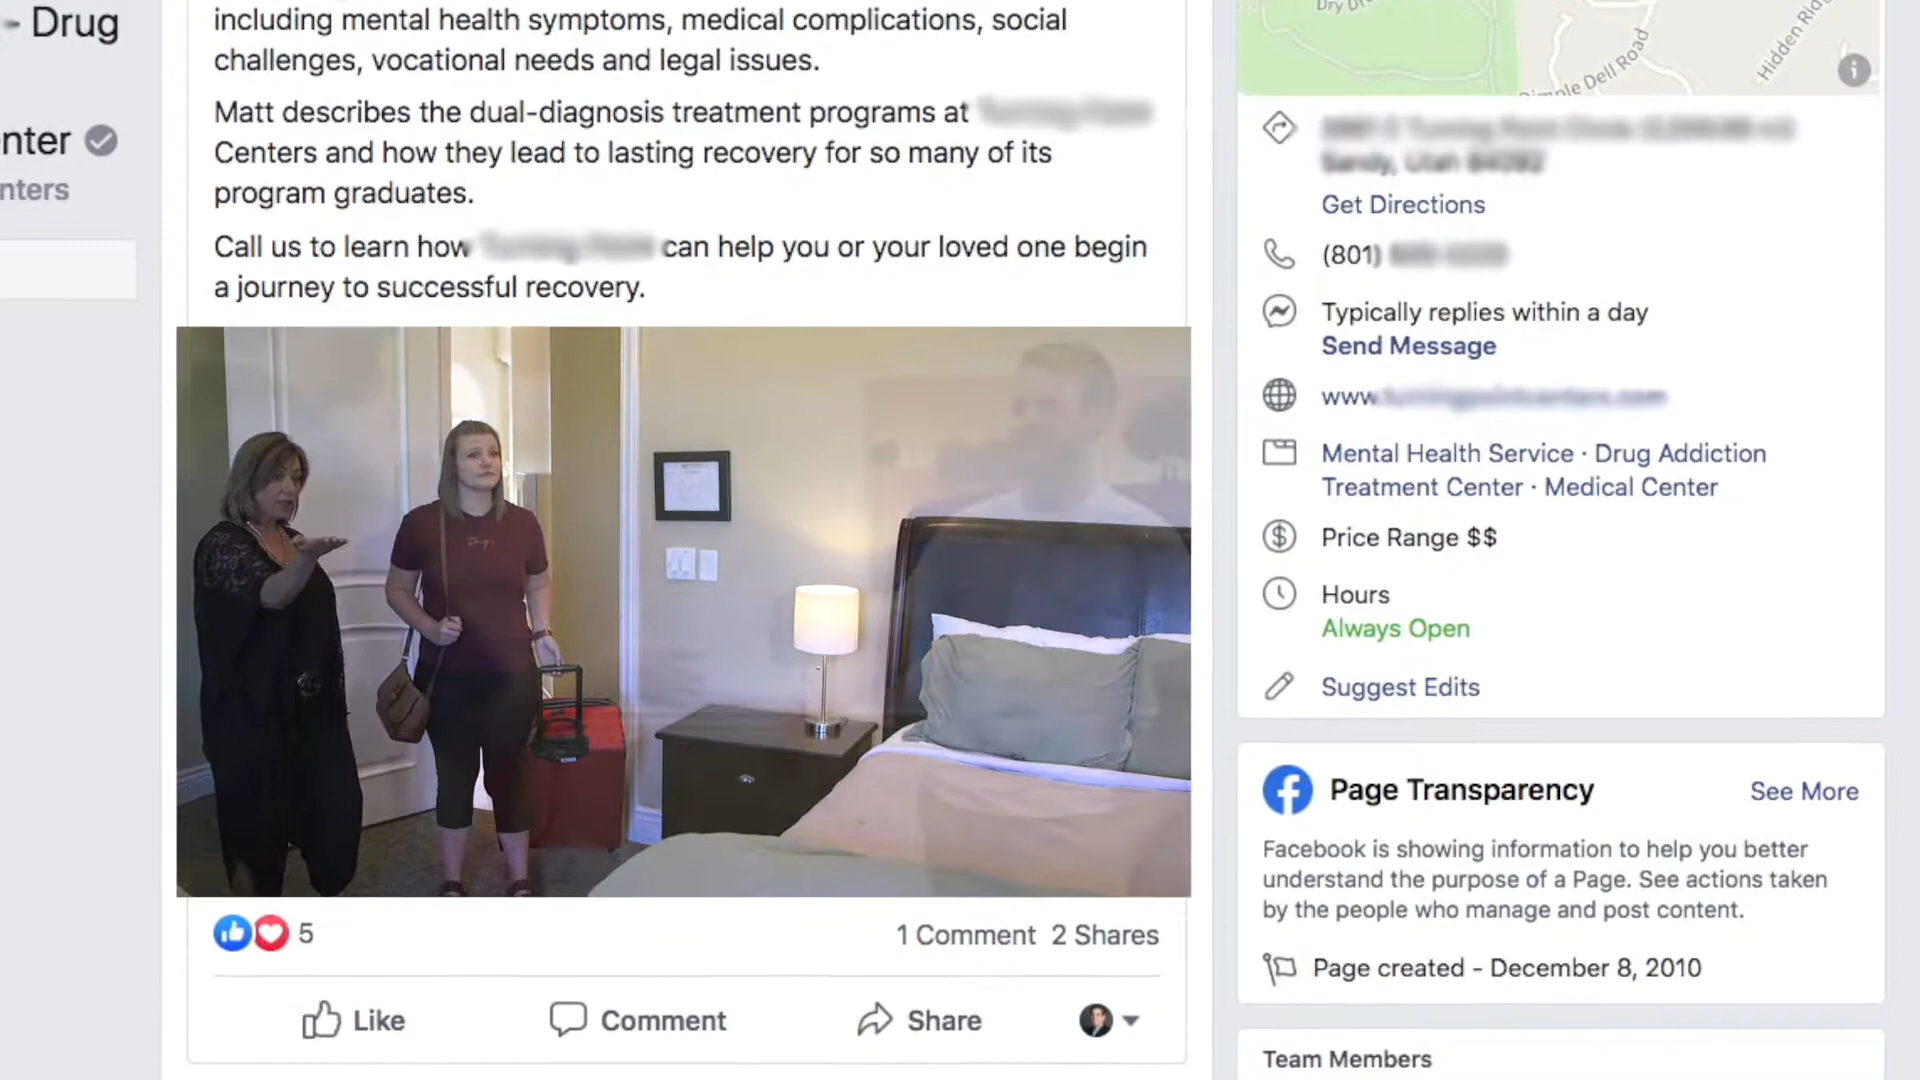 - Drug
nter
nters
including mental health symptoms, medical complications, social
challenges, vocational needs and legal issues.
Matt describes the dual-diagnosis treatment programs at
Centers and how they lead to lasting recovery for so many of its
program graduates.
Call us to learn how can help you or your loved one begin
a journey to successful recovery.
5
1 Comment 2 Shares
Like
Comment
Share
Dry
Dimple Dell Road
Hidden Ridg
Get Directions
(801)
Typically replies within a day
Send Message
www.
Mental Health Service · Drug Addiction
Treatment Center · Medical Center
Price Range $$
Hours
Always Open
Suggest Edits
Page Transparency
See More
Facebook is showing information to help you better
understand the purpose of a Page. See actions taken
by the people who manage and post content.
Page created - December 8, 2010
Team Members